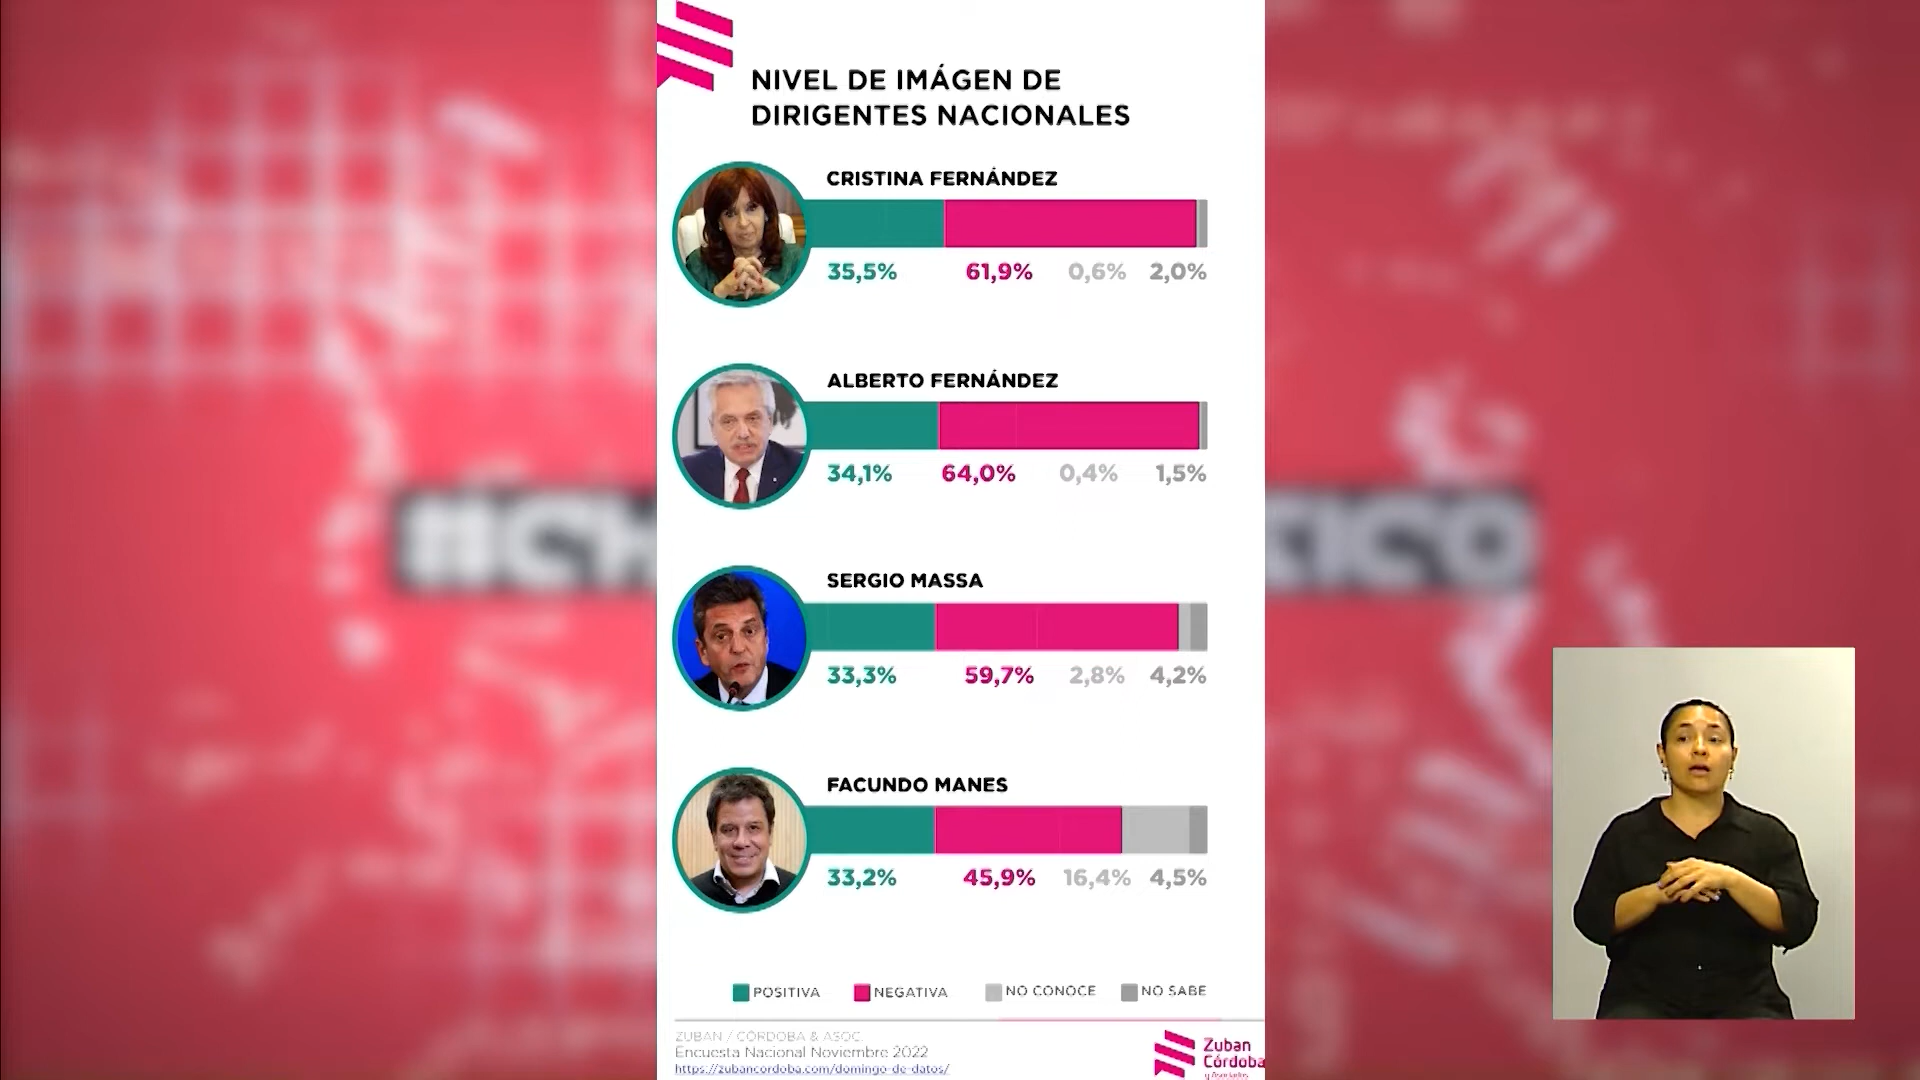 NIVEL DE IMÁGEN DE
DIRIGENTES NACIONALES
CRISTINA FERNÁNDEZ
35,5% 61,9% 0,6% 2,0%
ALBERTO FERNÁNDEZ
34,1% 64,0% 0,4% 1,5%
SERGIO MASSA
33,3% 59,7% 2,8% 4,2%
FACUNDO MANES
33,2% 45,9% 16,4% 4,5%
POSITIVA NEGATIVA NO CONOCE NO SABE
ZUBAN / CÓRDOBA & ASOC.
Encuesta Nacional Noviembre 2022
https://zubancordoba.com/domingo-de-datos/
Zuban
Córdoba
y Asociados